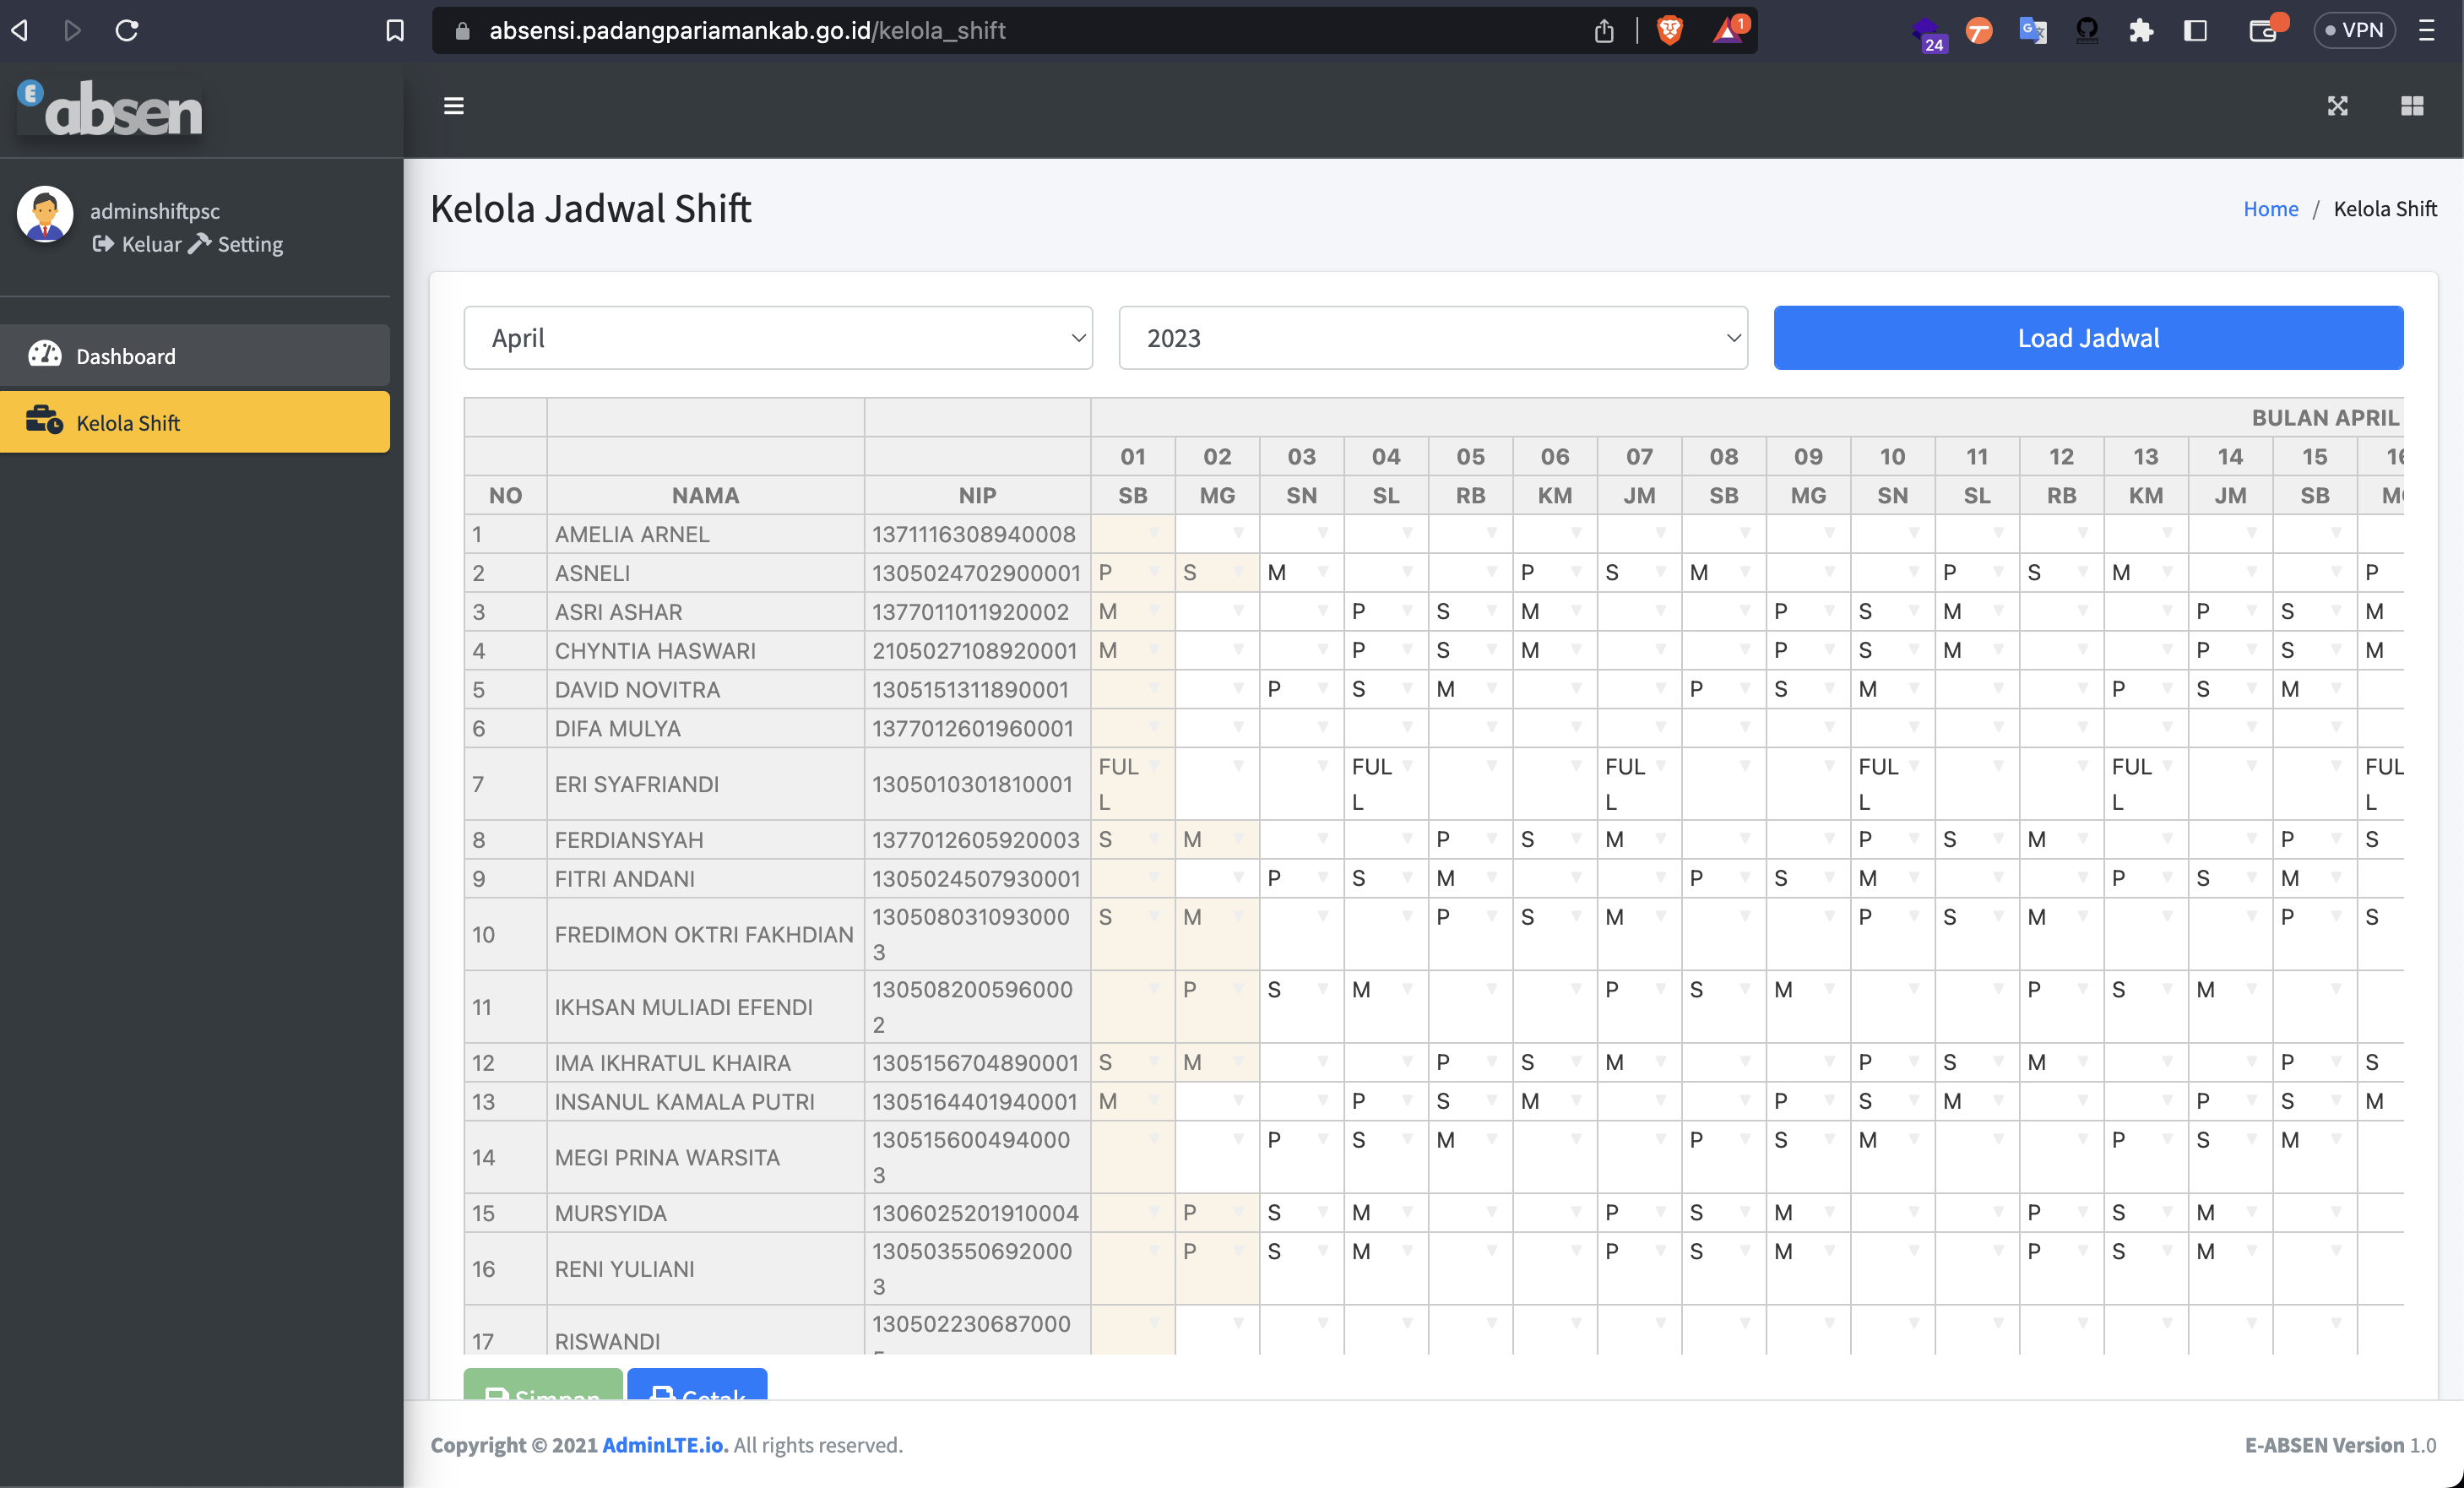 absensi.padangpariamankab.go.id/kelola_shift
1
24
VPN
E absen
adminshiftpsc
Keluar Setting
Dashboard
Kelola Shift
Kelola Jadwal Shift
Home / Kelola Shift
April
2023
Load Jadwal
BULAN APRIL
01 02 03 04 05 06 07 08 09 10 11 12 13 14 15 16
NO NAMA NIP SB MG SN SL RB KM JM SB MG SN SL RB KM JM SB MG
1 AMELIA ARNEL 1371116308940008
2 ASNELI 1305024702900001 P S M P S M P S M P
3 ASRI ASHAR 1377011011920002 M P S M P S M P S M
4 CHYNTIA HASWARI 2105027108920001 M P S M P S M P S M
5 DAVID NOVITRA 1305151311890001 P S M P S M P S M
6 DIFA MULYA 1377012601960001
7 ERI SYAFRIANDI 1305010301810001 FULL FULL FULL FULL FULL FULL
8 FERDIANSYAH 1377012605920003 S M P S M P S M P S
9 FITRI ANDANI 1305024507930001 P S M P S M P S M
10 FREDIMON OKTRI FAKHDIAN 1305080310930003 S M P S M P S M P S
11 IKHSAN MULIADI EFENDI 1305082005960002 P S M P S M P S M
12 IMA IKHRATUL KHAIRA 1305156704890001 S M P S M P S M P S
13 INSANUL KAMALA PUTRI 1305164401940001 M P S M P S M P S M
14 MEGI PRINA WARSITA 1305156004940003 P S M P S M P S M
15 MURSYIDA 1306025201910004 P S M P S M P S M
16 RENI YULIANI 1305035506920003 P S M P S M P S M
17 RISWANDI 130502230687000
Simpan Cetak
Copyright © 2021 AdminLTE.io. All rights reserved.
E-ABSEN Version 1.0